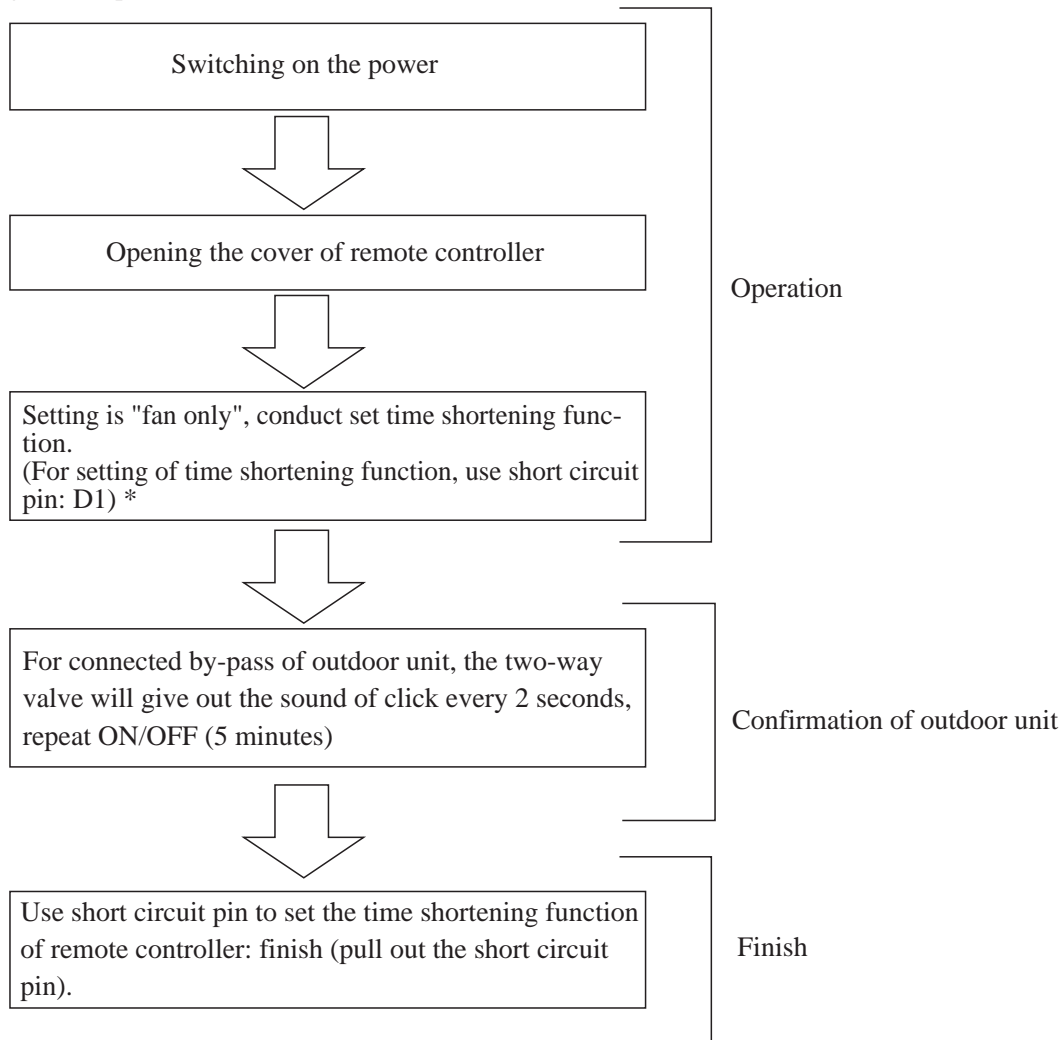 Switching on the power
Opening the cover of remote controller
Operation
Setting is "fan only", conduct set time shortening func-
tion.
(For setting of time shortening function, use short circuit
pin: D1) *
For connected by-pass of outdoor unit, the two-way
valve will give out the sound of click every 2 seconds,
repeat ON/OFF (5 minutes)
Confirmation of outdoor unit
Use short circuit pin to set the time shortening function
of remote controller: finish (pull out the short circuit
pin).
Finish